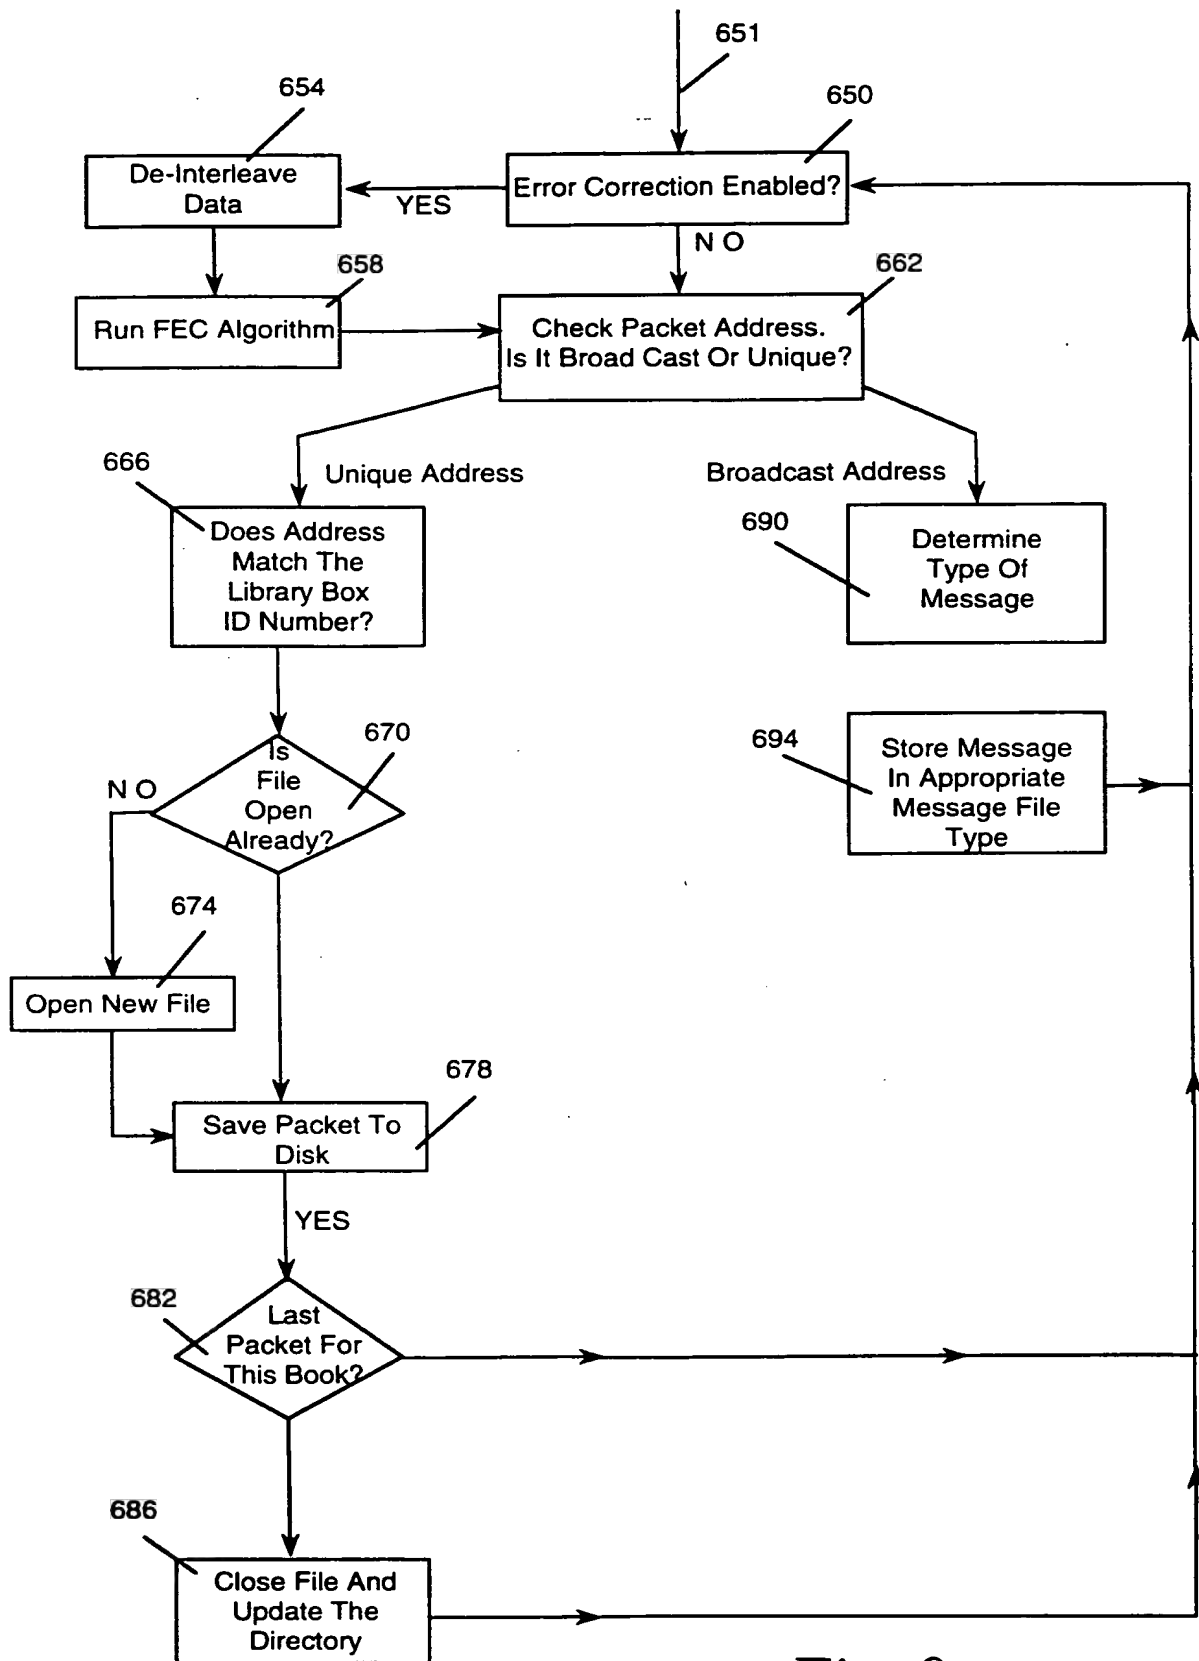 651
654
650
De-Interleave
Data
YES
Error Correction Enabled?
N O
658
662
Run FEC Algorithm
Check Packet Address.
Is It Broad Cast Or Unique?
666
Unique Address
Broadcast Address
690
Does Address
Match The
Library Box
ID Number?
Determine
Type Of
Message
670
694
Is
File
Open
Already?
N O
Store Message
In Appropriate
Message File
Type
674
Open New File
678
Save Packet To
Disk
YES
682
Last
Packet For
This Book?
686
Close File And
Update The
Directory